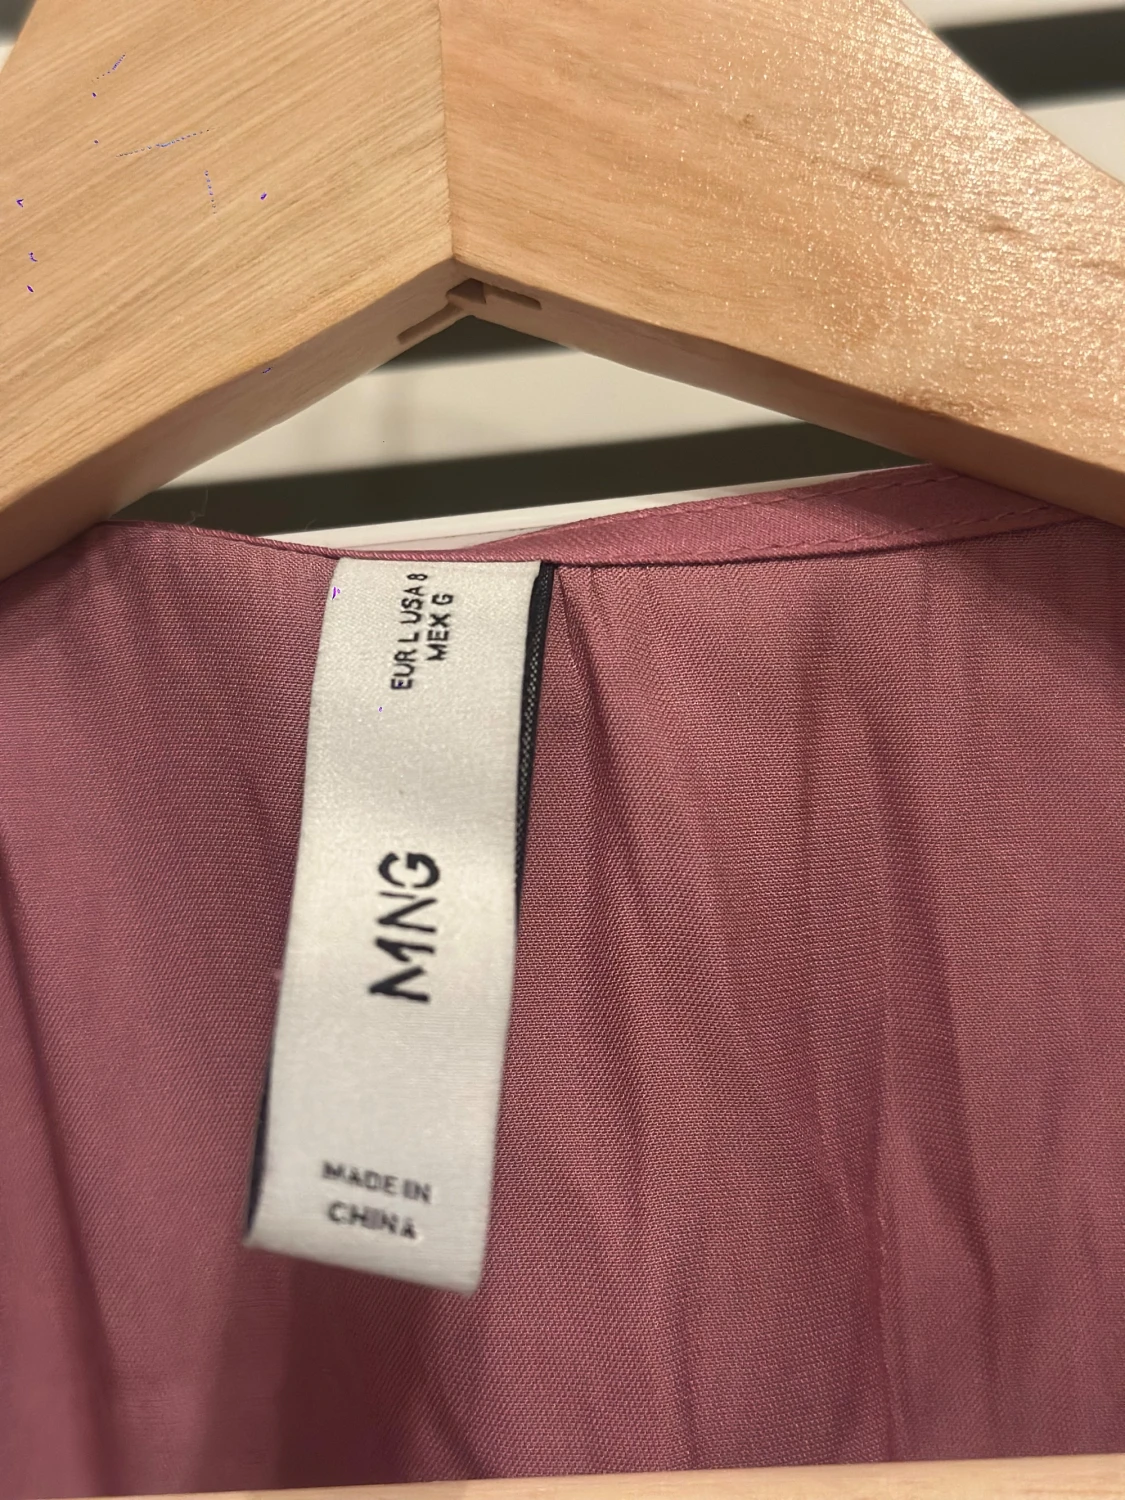 EUR L USA 8
MEX G
MNG
MADE IN
CHINA